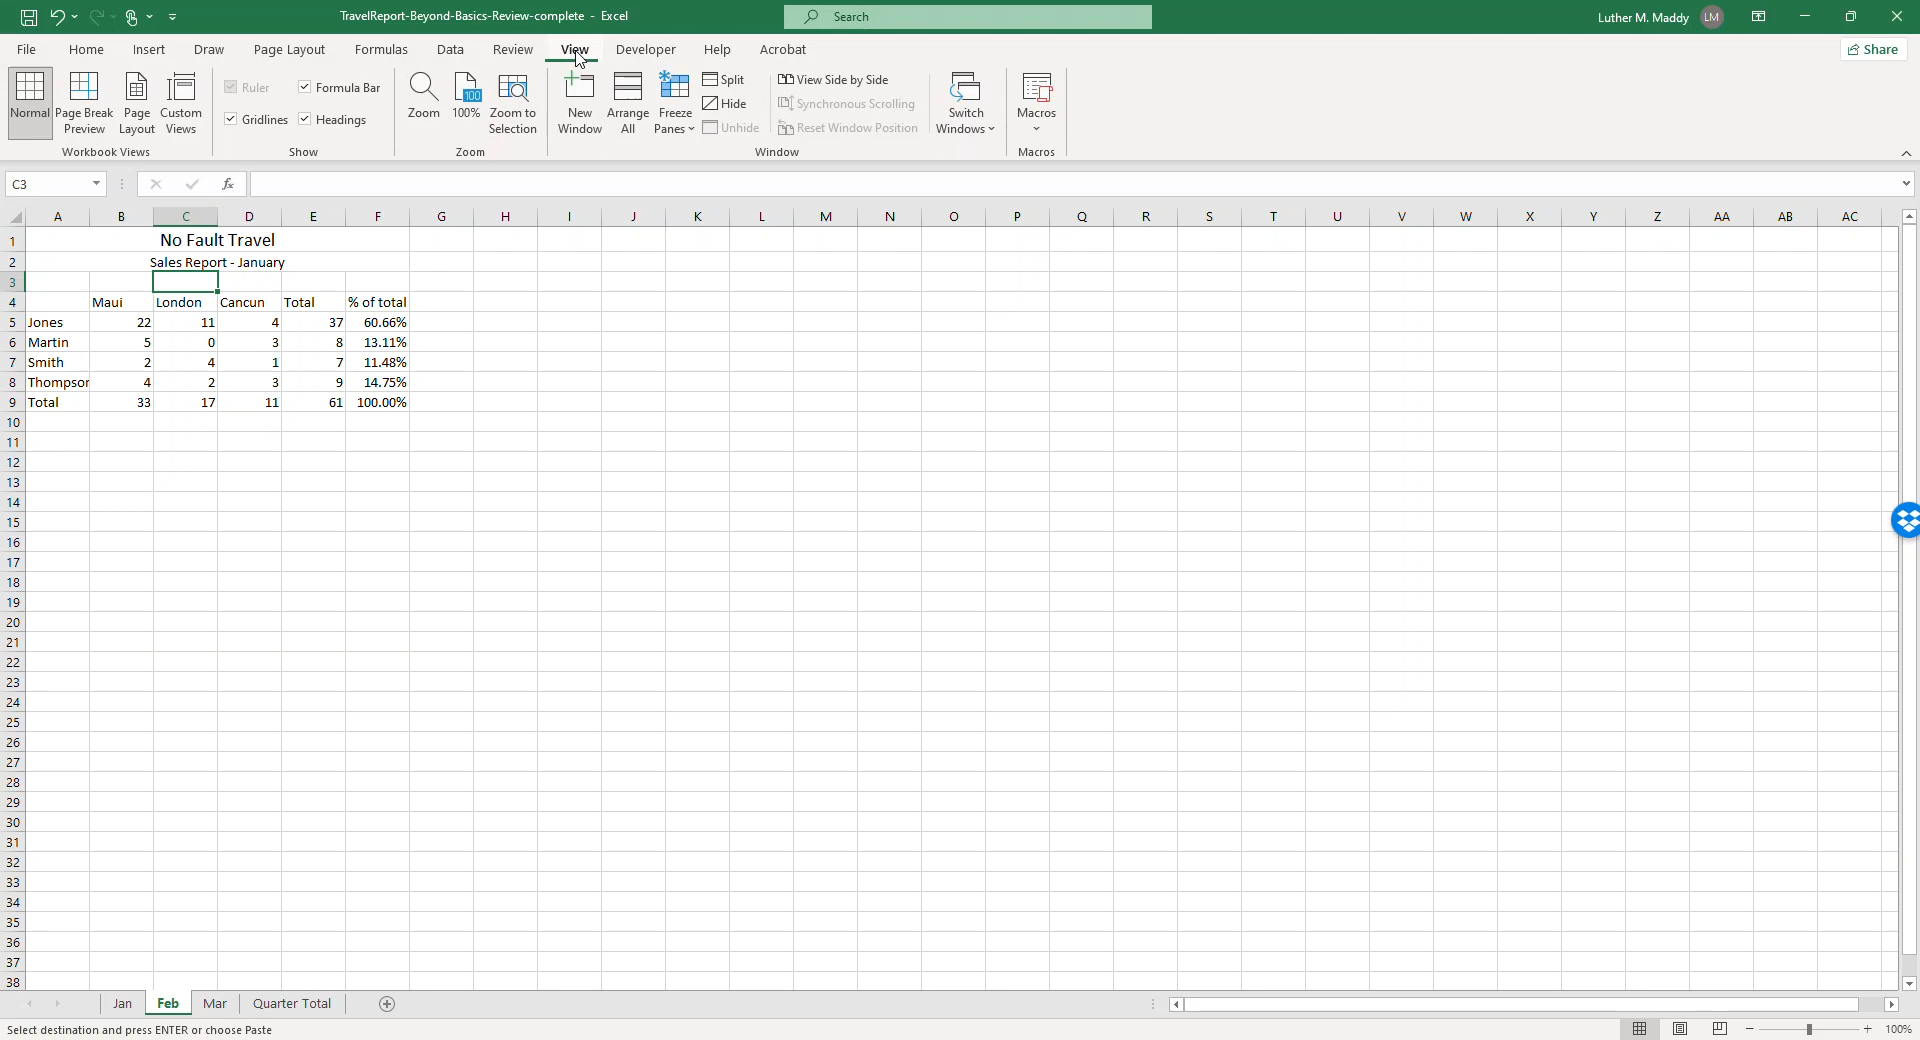 TravelReport-Beyond-Basics-Review-complete - Excel
Search
Luther M. Maddy LM
File Home Insert Draw Page Layout Formulas Data Review View Developer Help Acrobat Share
Normal Page Break Preview Page Layout Custom Views
Workbook Views
Ruler Formula Bar
Gridlines Headings
Show
Zoom 100% Zoom to Selection
100
Zoom
New Window Arrange All Freeze Panes
Split
Hide
Unhide
View Side by Side
Synchronous Scrolling
Reset Window Position
Switch Windows
Window
Macros
Macros
C3 fx
A B C D E F G H I J K L M N O P Q R S T U V W X Y Z AA AB AC
1 No Fault Travel
2 Sales Report - January
3
4 Maui London Cancun Total % of total
5 Jones 22 11 4 37 60.66%
6 Martin 5 0 3 8 13.11%
7 Smith 2 4 1 7 11.48%
8 Thompson 4 2 3 9 14.75%
9 Total 33 17 11 61 100.00%
10
11
12
13
14
15
16
17
18
19
20
21
22
23
24
25
26
27
28
29
30
31
32
33
34
35
36
37
38
Jan Feb Mar Quarter Total
Select destination and press ENTER or choose Paste
100%